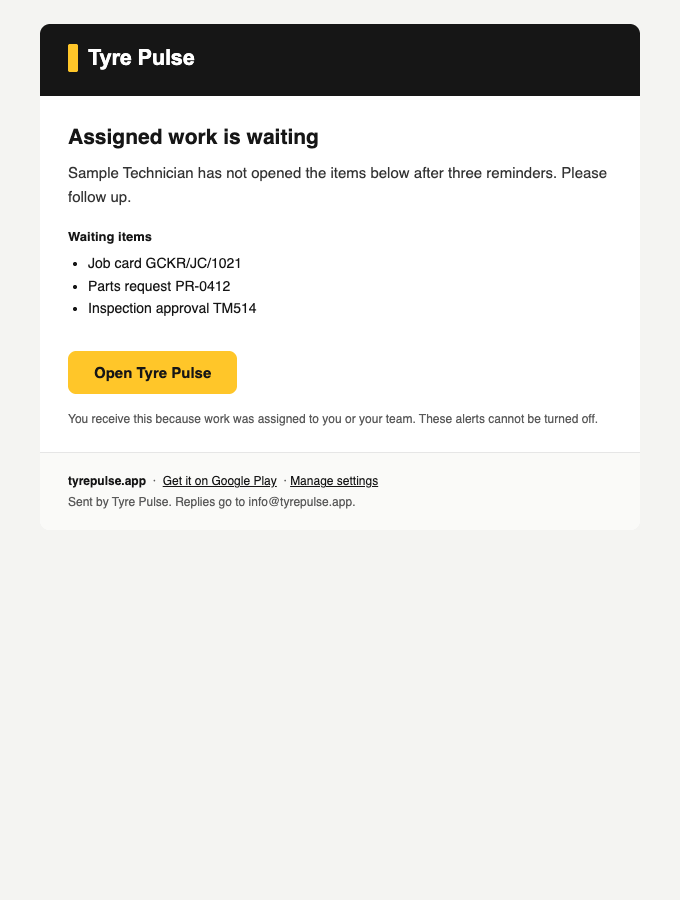 Tyre Pulse
Assigned work is waiting
Sample Technician has not opened the items below after three reminders. Please
follow up.
Waiting items
• Job card GCKR/JC/1021
• Parts request PR-0412
• Inspection approval TM514
Open Tyre Pulse
You receive this because work was assigned to you or your team. These alerts cannot be turned off.
tyrepulse.app · Get it on Google Play · Manage settings
Sent by Tyre Pulse. Replies go to info@tyrepulse.app.